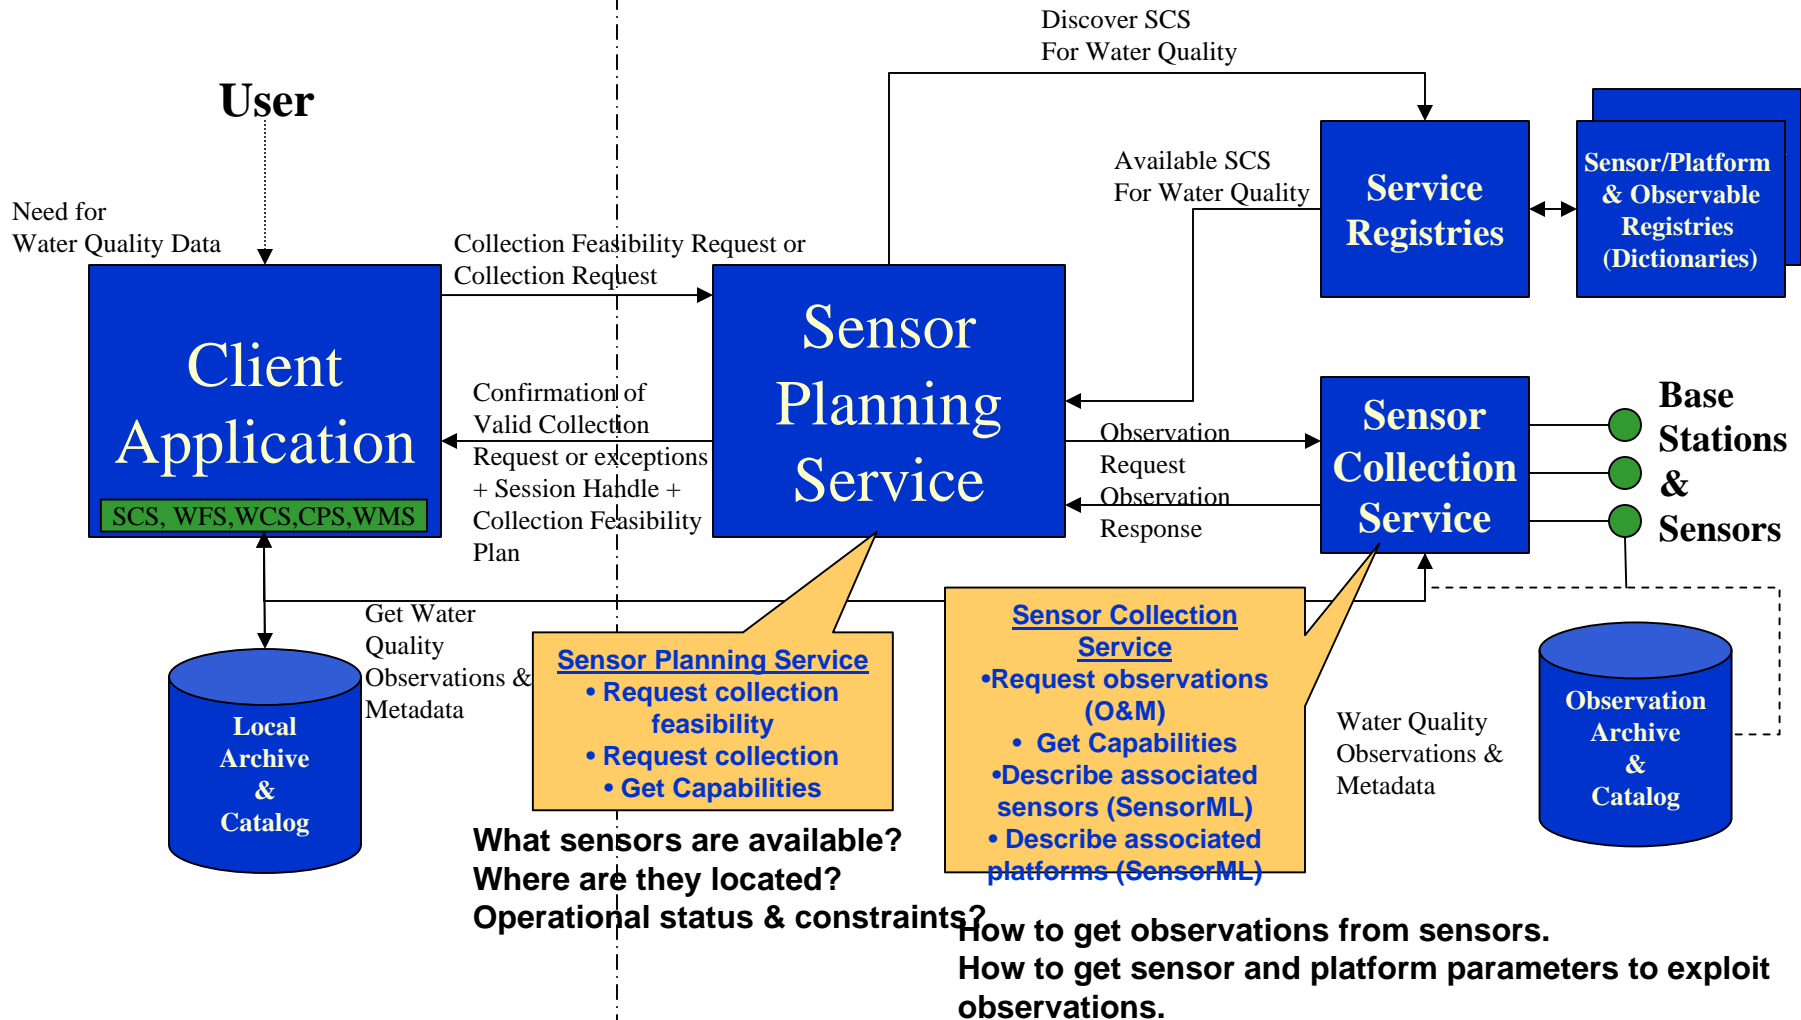 Discover SCS
For Water Quality
User
Need for
Water Quality Data
Collection Feasibility Request or
Collection Request
Available SCS
For Water Quality
Service
Registries
Sensor/Platform
& Observable
Registries
(Dictionaries)
Client
Application
SCS, WFS,WCS,CPS,WMS
Confirmation of
Valid Collection
Request or exceptions
+ Session Handle +
Collection Feasibility
Plan
Sensor
Planning
Service
Observation
Request
Observation
Response
Sensor
Collection
Service
Base
Stations
&
Sensors
Get Water
Quality
Observations &
Metadata
Local
Archive
&
Catalog
Sensor Planning Service
• Request collection
feasibility
• Request collection
• Get Capabilities
Sensor Collection
Service
•Request observations
(O&M)
• Get Capabilities
•Describe associated
sensors (SensorML)
• Describe associated
platforms (SensorML)
Water Quality
Observations &
Metadata
Observation
Archive
&
Catalog
What sensors are available?
Where are they located?
Operational status & constraints?
How to get observations from sensors.
How to get sensor and platform parameters to exploit
observations.